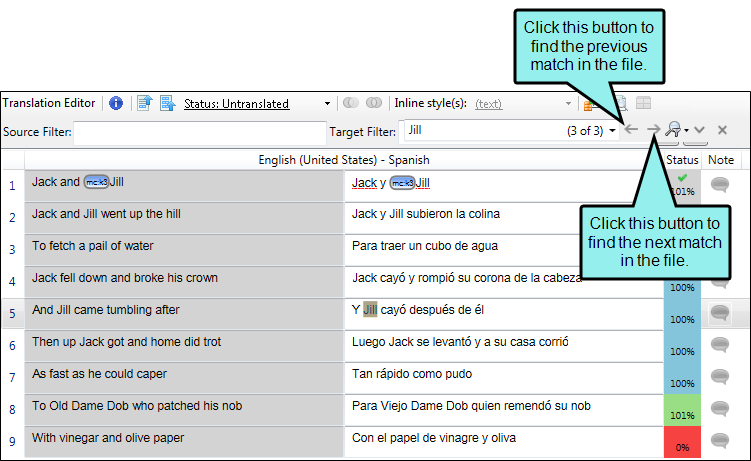 Click this button to
find the previous
match in the file.
Translation Editor Status: Untranslated Inline style(s): (text)
Source Filter: Target Filter: Jill (3 of 3)
English (United States) - Spanish Status Note
1 Jack and mc:k3 Jill Jack y mc:k3 Jill 101%
2 Jack and Jill went up the hill Jack y Jill subieron la colina
Click this button to
find the next match
in the file.
3 To fetch a pail of water Para traer un cubo de agua
4 Jack fell down and broke his crown Jack cayó y rompió su corona de la cabeza 100%
5 And Jill came tumbling after Y Jill cayó después de él 100%
6 Then up Jack got and home did trot Luego Jack se levantó y a su casa corrió 100%
7 As fast as he could caper Tan rápido como pudo 100%
8 To Old Dame Dob who patched his nob Para Viejo Dame Dob quien remendó su nob 101%
9 With vinegar and olive paper Con el papel de vinagre y oliva 0%